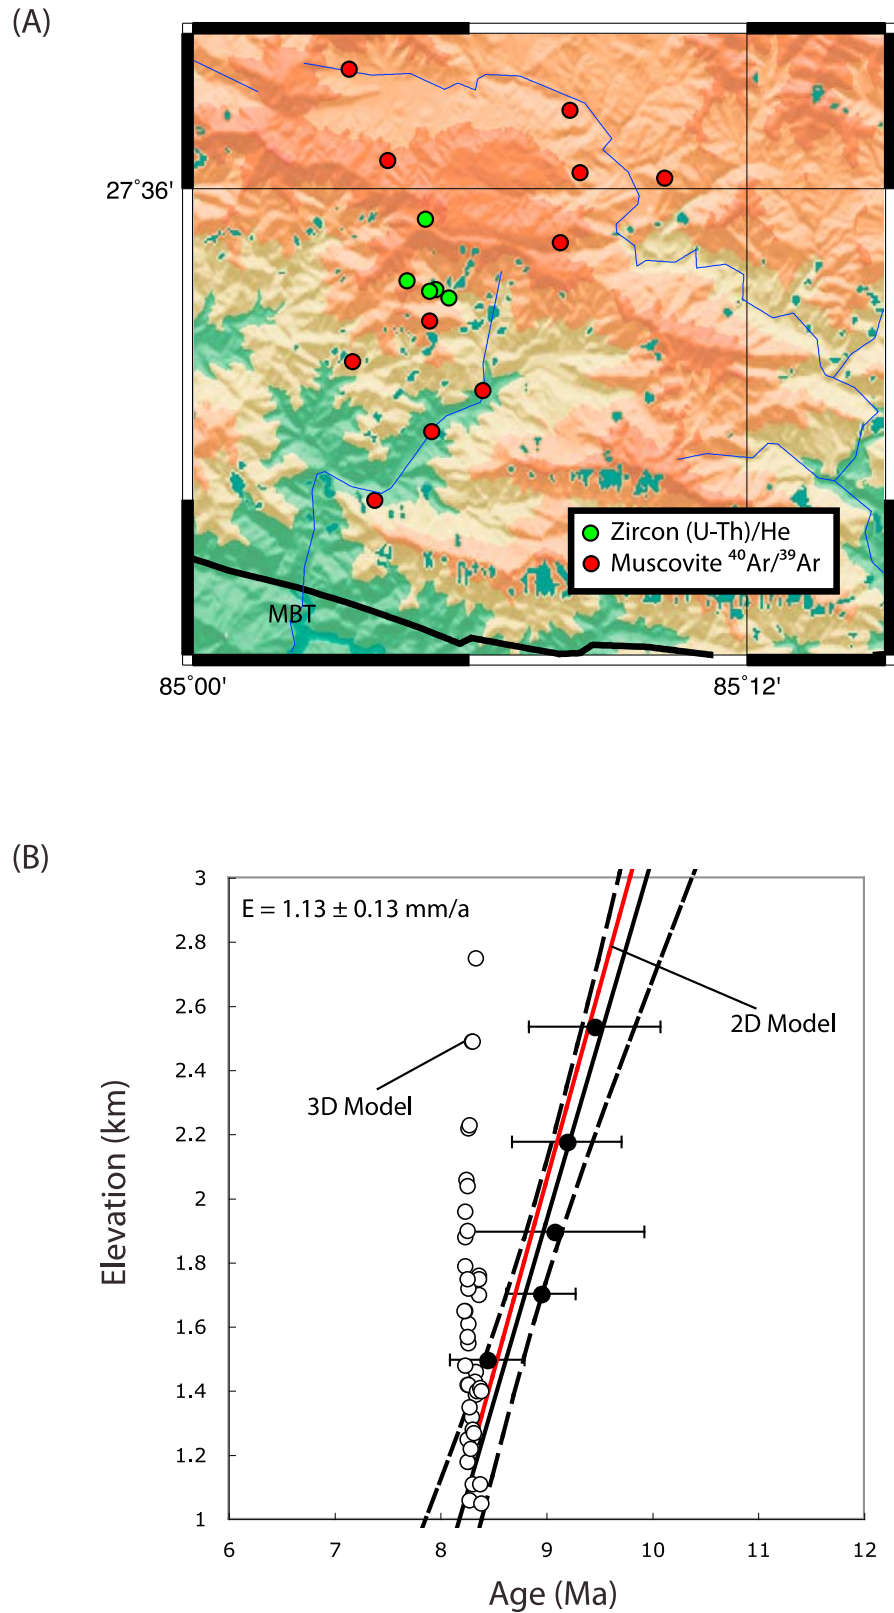 (A)
27°36'
Zircon (U-Th)/He
Muscovite ⁴⁰Ar/³⁹Ar
MBT
85°00'
85°12'
(B)
E = 1.13 ± 0.13 mm/a
2D Model
3D Model
Elevation (km)
3
2.8
2.6
2.4
2.2
2
1.8
1.6
1.4
1.2
1
6
7
8
9
10
11
12
Age (Ma)